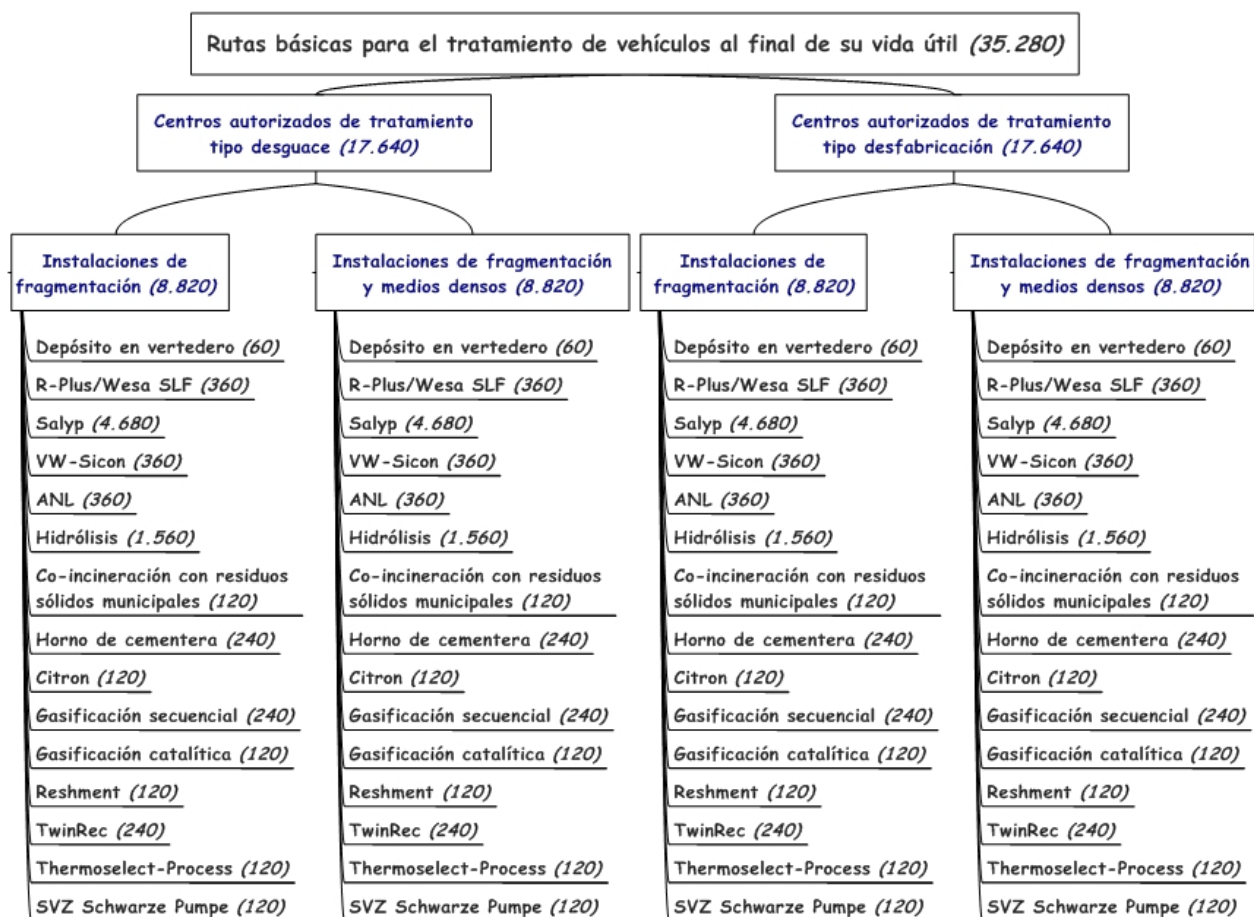 Rutas básicas para el tratamiento de vehículos al final de su vida útil (35.280)
Centros autorizados de tratamiento
tipo desguace (17.640)
Centros autorizados de tratamiento
tipo desfabricación (17.640)
Instalaciones de
fragmentación (8.820)
Depósito en vertedero (60)
R-Plus/Wesa SLF (360)
Salyp (4.680)
VW-Sicon (360)
ANL (360)
Hidrólisis (1.560)
Co-incineración con residuos
sólidos municipales (120)
Horno de cementera (240)
Citron (120)
Gasificación secuencial (240)
Gasificación catalítica (120)
Reshment (120)
TwinRec (240)
Thermoselect-Process (120)
SVZ Schwarze Pumpe (120)
Instalaciones de fragmentación
y medios densos (8.820)
Depósito en vertedero (60)
R-Plus/Wesa SLF (360)
Salyp (4.680)
VW-Sicon (360)
ANL (360)
Hidrólisis (1.560)
Co-incineración con residuos
sólidos municipales (120)
Horno de cementera (240)
Citron (120)
Gasificación secuencial (240)
Gasificación catalítica (120)
Reshment (120)
TwinRec (240)
Thermoselect-Process (120)
SVZ Schwarze Pumpe (120)
Instalaciones de
fragmentación (8.820)
Depósito en vertedero (60)
R-Plus/Wesa SLF (360)
Salyp (4.680)
VW-Sicon (360)
ANL (360)
Hidrólisis (1.560)
Co-incineración con residuos
sólidos municipales (120)
Horno de cementera (240)
Citron (120)
Gasificación secuencial (240)
Gasificación catalítica (120)
Reshment (120)
TwinRec (240)
Thermoselect-Process (120)
SVZ Schwarze Pumpe (120)
Instalaciones de fragmentación
y medios densos (8.820)
Depósito en vertedero (60)
R-Plus/Wesa SLF (360)
Salyp (4.680)
VW-Sicon (360)
ANL (360)
Hidrólisis (1.560)
Co-incineración con residuos
sólidos municipales (120)
Horno de cementera (240)
Citron (120)
Gasificación secuencial (240)
Gasificación catalítica (120)
Reshment (120)
TwinRec (240)
Thermoselect-Process (120)
SVZ Schwarze Pumpe (120)